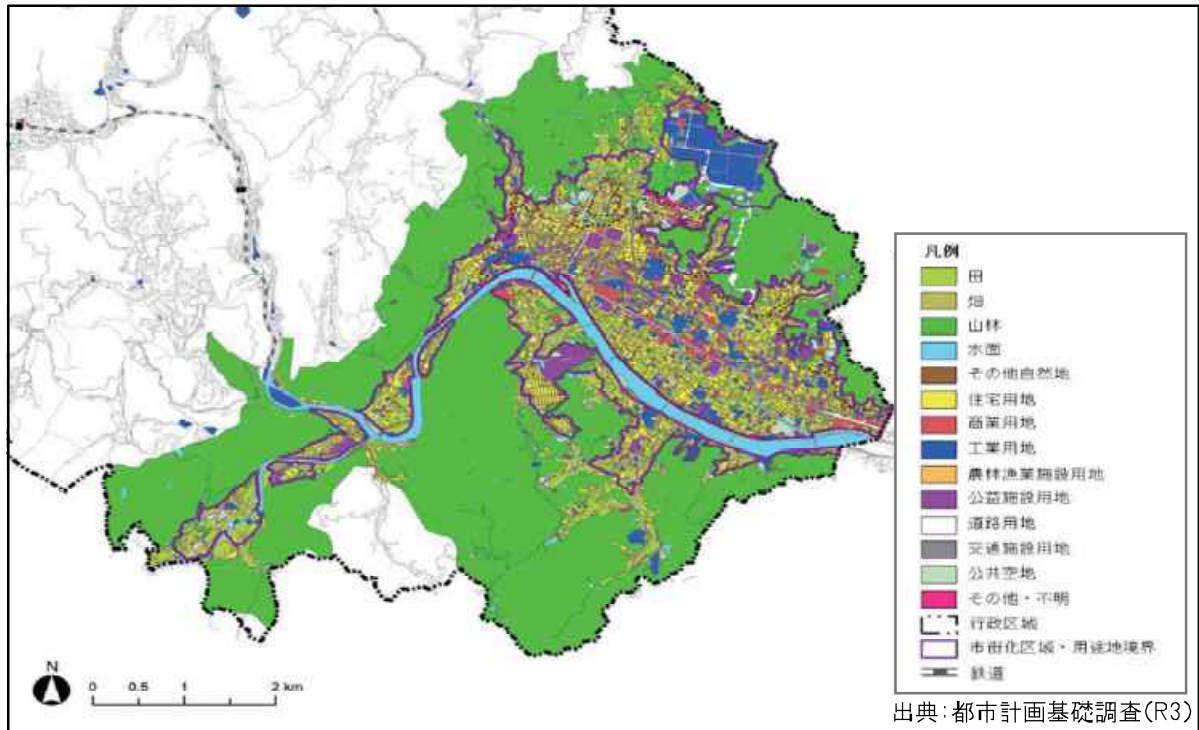 凡例
田
畑
山林
水面
その他自然地
住宅用地
商業用地
工業用地
農林漁業施設用地
公益施設用地
道路用地
交通施設用地
公共空地
その他・不明
行政区域
市街化区域・用途地境界
鉄道
N
0 0.5 1 2 km
出典:都市計画基礎調査(R3)